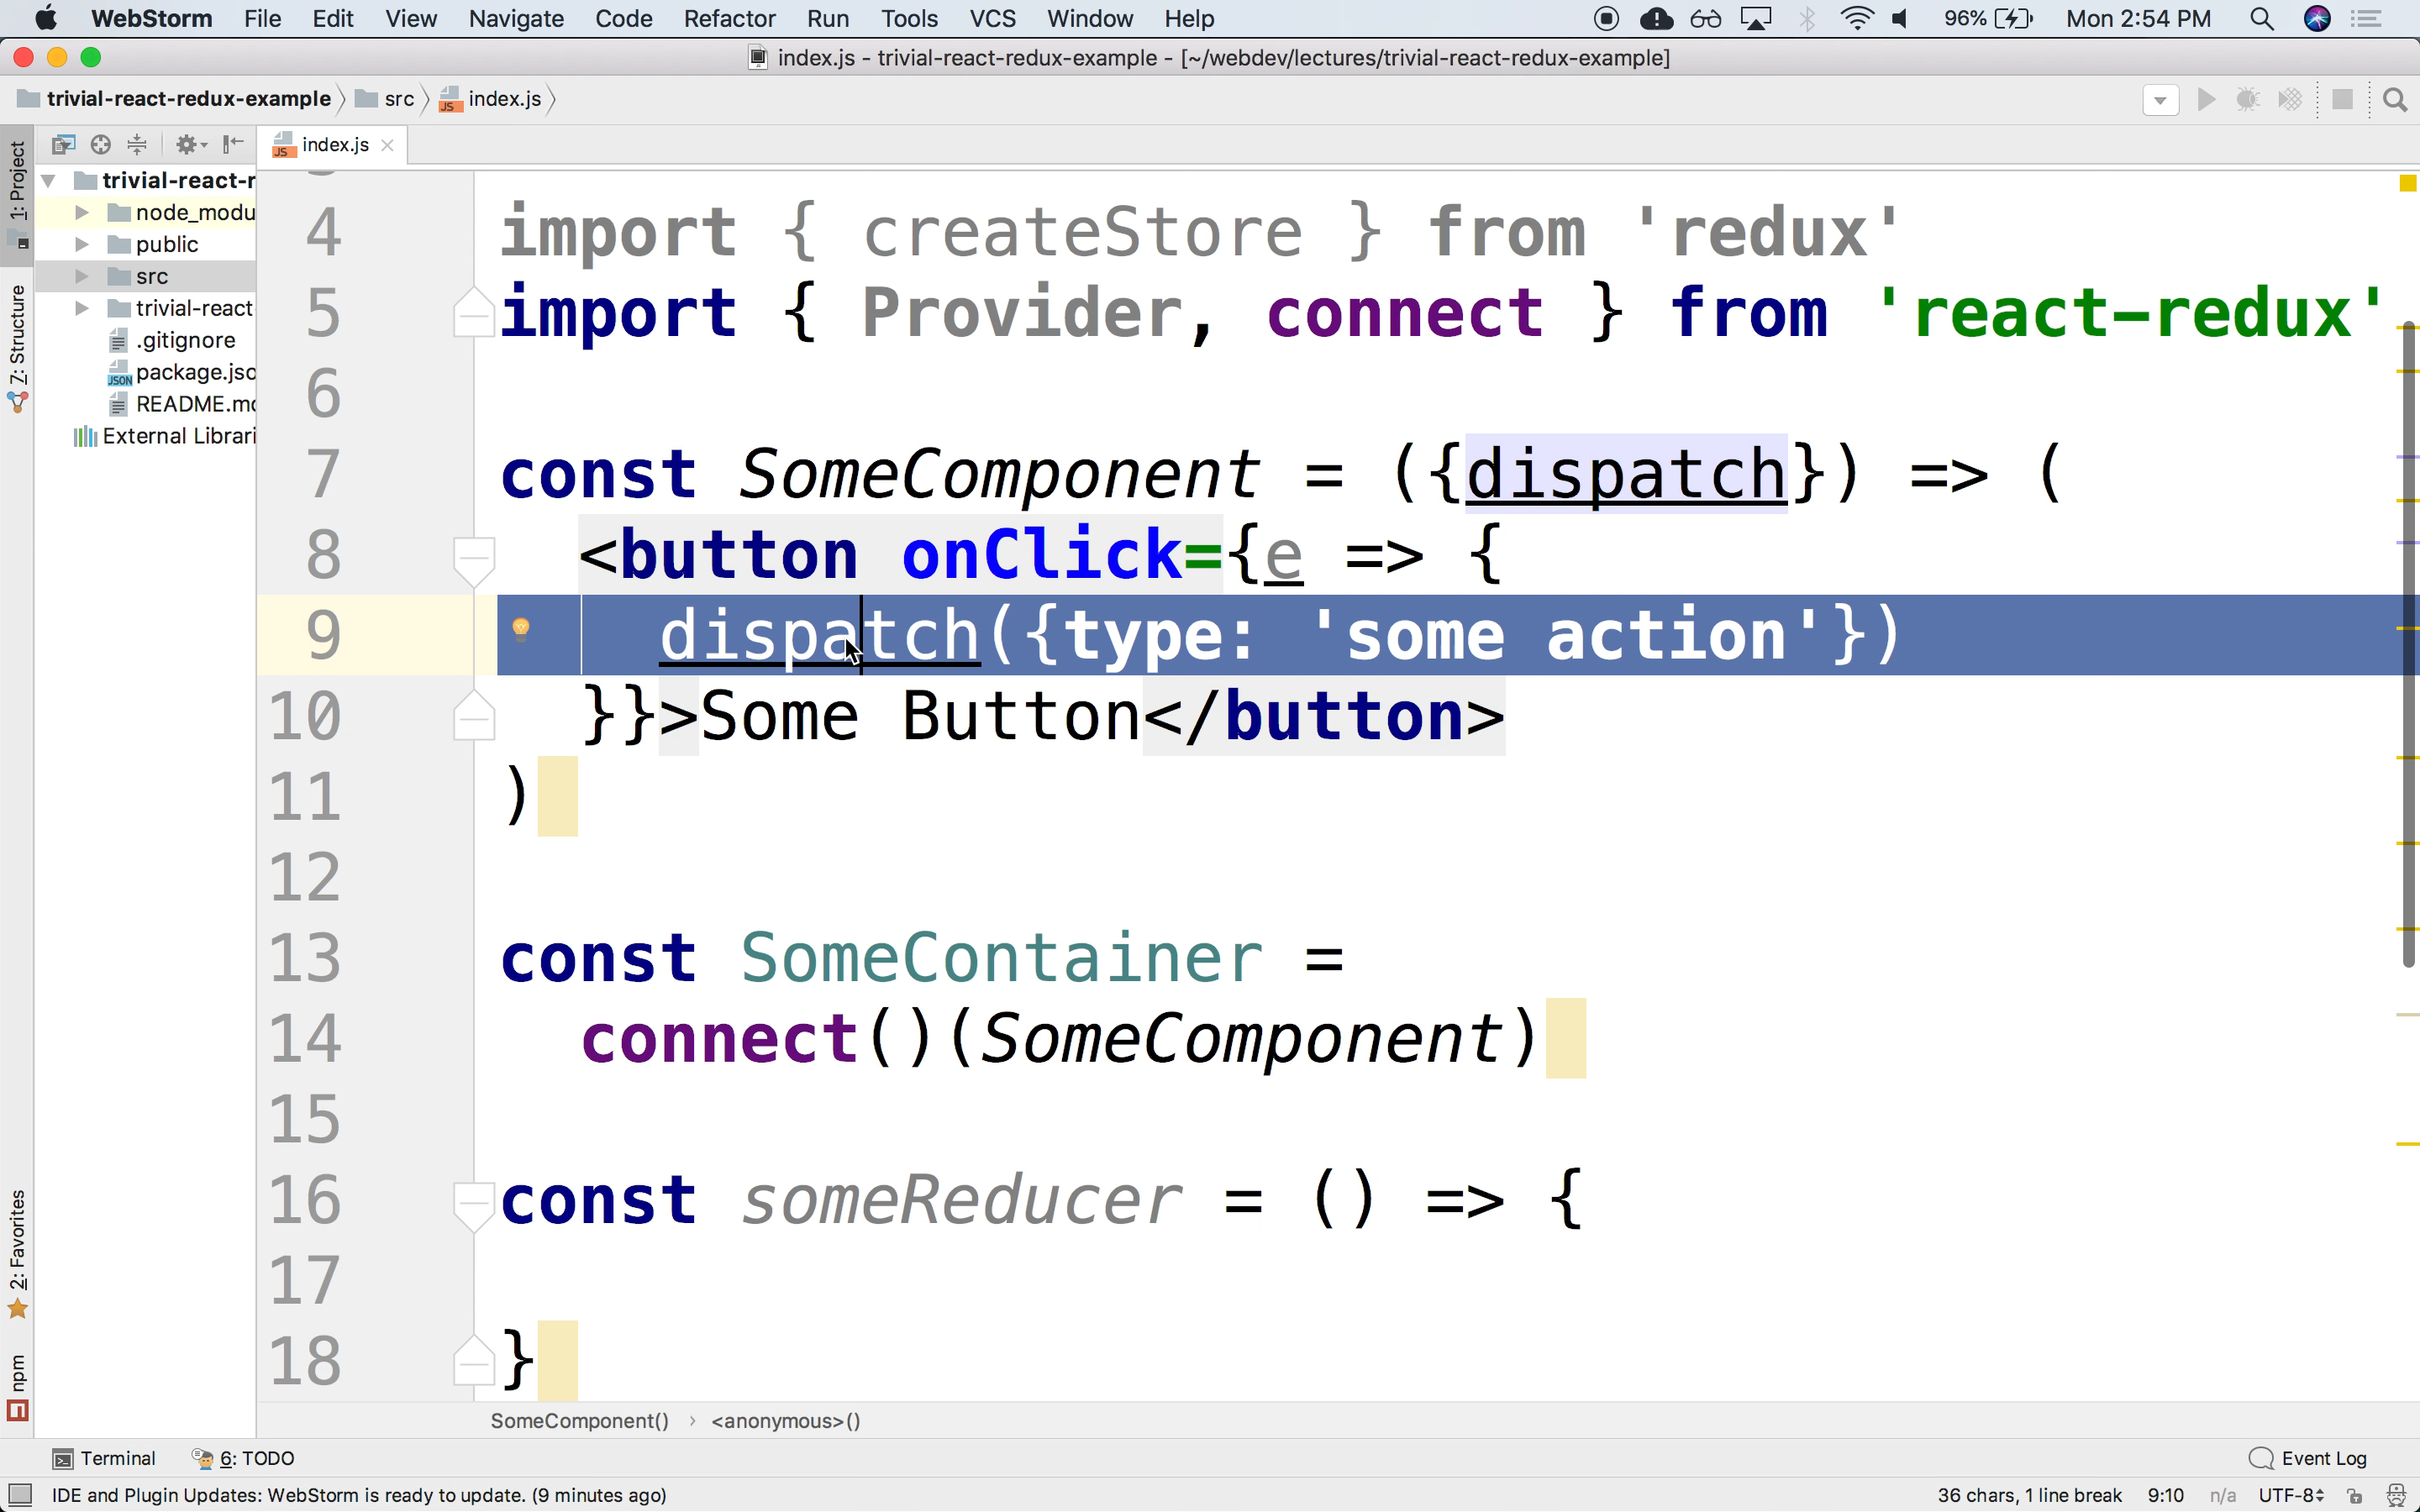 WebStorm File Edit View Navigate Code Refactor Run Tools VCS Window Help 96% Mon 2:54 PM
index.js - trivial-react-redux-example - [~/webdev/lectures/trivial-react-redux-example]
trivial-react-redux-example src index.js
1: Project
index.js
trivial-react-r
node_modu
public
src
trivial-react
.gitignore
package.jso
README.m
External Librari
Z: Structure
2: Favorites
npm
4 import { createStore } from 'redux'
5 import { Provider, connect } from 'react-redux'
6
7 const SomeComponent = ({dispatch}) => (
8 <button onClick={e => {
9 dispatch({type: 'some action'})
10 }}>Some Button</button>
11 )
12
13 const SomeContainer =
14 connect()(SomeComponent)
15
16 const someReducer = () => {
17
18 }
SomeComponent() › <anonymous>()
Terminal 6: TODO Event Log
IDE and Plugin Updates: WebStorm is ready to update. (9 minutes ago) 36 chars, 1 line break 9:10 n/a UTF-8